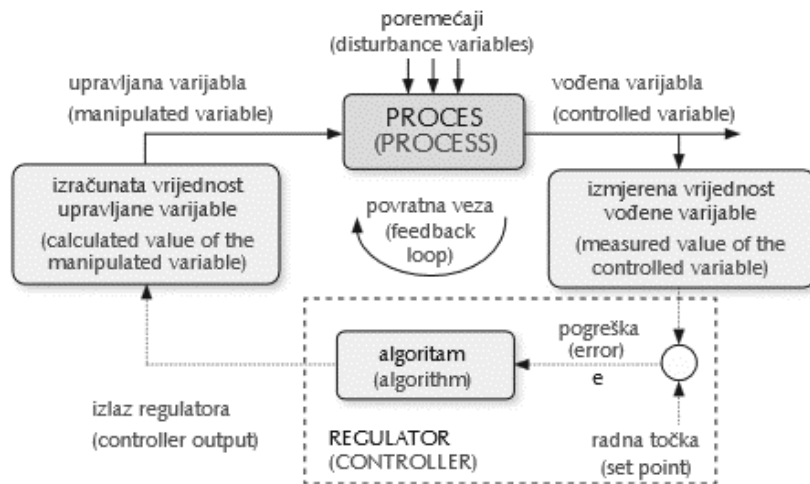 poremećaji
(disturbance variables)
upravljana varijabla
(manipulated variable)
PROCES
(PROCESS)
vođena varijabla
(controlled variable)
izračunata vrijednost
upravljane varijable
(calculated value of the
manipulated variable)
povratna veza
(feedback
loop)
izmjerena vrijednost
vođene varijable
(measured value of the
controlled variable)
algoritam
(algorithm)
pogreška
(error)
e
izlaz regulatora
(controller output)
REGULATOR
(CONTROLLER)
radna točka
(set point)